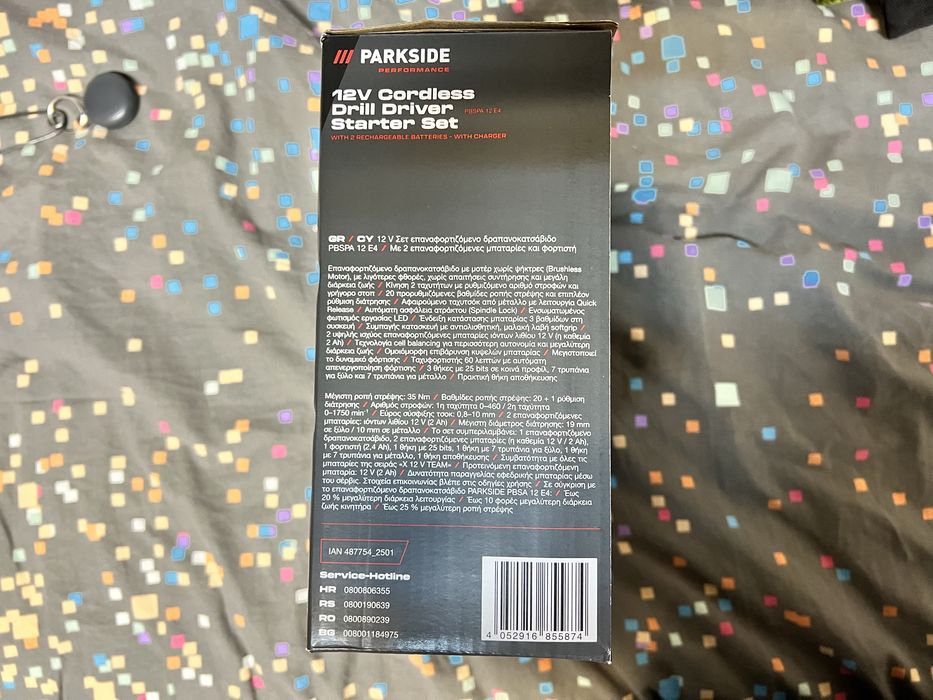 PARKSIDE
PERFORMANCE
12V Cordless
Drill Driver PBSPA 12 E4
Starter Set
WITH 2 RECHARGEABLE BATTERIES – WITH CHARGER
GR / CY 12 V Σετ επαναφορτιζόμενο δραπανοκατσάβιδο
PBSPA 12 E4 / Με 2 επαναφορτιζόμενες μπαταρίες και φορτιστή
Επαναφορτιζόμενο δραπανοκατσάβιδο με μοτέρ χωρίς ψήκτρες (Brushless
Motor), με λιγότερες φθορές, χωρίς απαιτήσεις συντήρησης και μεγάλη
διάρκεια ζωής / Κίνηση 2 ταχυτήτων με ρυθμιζόμενο αριθμό στροφών και
γρήγορο στοπ / 20 προρυθμιζόμενες βαθμίδες ροπής στρέψης και επιπλέον
ρύθμιση διάτρησης / Αφαιρούμενο ταχυτσόκ από μέταλλο με λειτουργία Quick
Release / Αυτόματη ασφάλεια ατράκτου (Spindle Lock) / Ενσωματωμένος
φωτισμός εργασίας LED / Ένδειξη κατάστασης μπαταρίας 3 βαθμίδων στη
συσκευή / Συμπαγής κατασκευή με αντιολισθητική, μαλακή λαβή softgrip /
2 υψηλής ισχύος επαναφορτιζόμενες μπαταρίες ιόντων λιθίου 12 V (η καθεμία
2 Ah) / Τεχνολογία cell balancing για περισσότερη αυτονομία και μεγαλύτερη
διάρκεια ζωής / Ομοιόμορφη επιβάρυνση κυψελών μπαταρίας / Μεγιστοποιεί
το δυναμικό φόρτισης / Ταχυφορτιστής 60 λεπτών με αυτόματη
απενεργοποίηση φόρτισης / 3 θήκες με 25 bits σε κοινά προφίλ, 7 τρυπάνια
για ξύλο και 7 τρυπάνια για μέταλλο / Πρακτική θήκη αποθήκευσης
Μέγιστη ροπή στρέψης: 35 Nm / Βαθμίδες ροπής στρέψης: 20 + 1 ρύθμιση
διάτρησης / Αριθμός στροφών: 1η ταχύτητα 0–460 / 2η ταχύτητα
0–1750 min⁻¹ / Εύρος σύσφιξης τσοκ: 0,8–10 mm / 2 επαναφορτιζόμενες
μπαταρίες: ιόντων λιθίου 12 V (2 Ah) / Μέγιστη διάμετρος διάτρησης: 19 mm
σε ξύλο / 10 mm σε μέταλλο / Το σετ συμπεριλαμβάνει: 1 επαναφορτιζόμενο
δραπανοκατσάβιδο, 2 επαναφορτιζόμενες μπαταρίες (η καθεμία 12 V / 2 Ah),
1 φορτιστή (2,4 Ah), 1 θήκη με 25 bits, 1 θήκη με 7 τρυπάνια για ξύλο, 1 θήκη
με 7 τρυπάνια για μέταλλο, 1 θήκη αποθήκευσης / Συμβατότητα με όλες τις
μπαταρίες της σειράς «X 12 V TEAM» / Προτεινόμενη επαναφορτιζόμενη
μπαταρία: 12 V (2 Ah) / Δυνατότητα παραγγελίας εφεδρικής μπαταρίας μέσω
του σέρβις. Στοιχεία επικοινωνίας βλέπε στις οδηγίες χρήσης / Σε σύγκριση με
το επαναφορτιζόμενο δραπανοκατσάβιδο PARKSIDE PBSA 12 E4: / Έως
20 % μεγαλύτερη διάρκεια λειτουργίας / Έως 10 φορές μεγαλύτερη διάρκεια
ζωής κινητήρα / Έως 25 % μεγαλύτερη ροπή στρέψης
IAN 487754_2501
Service-Hotline
HR 0800806355
RS 0800190639
RO 0800890239
BG 008001184975
4 052916 855874